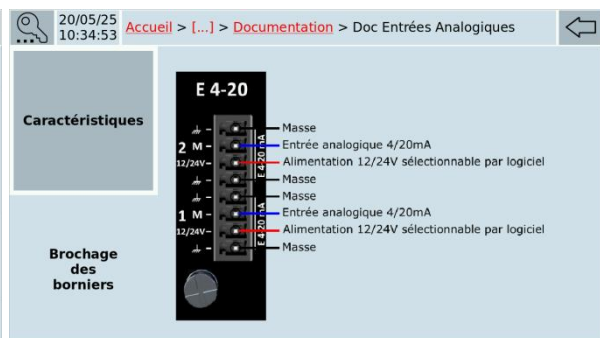 20/05/25
10:34:53
Accueil > [...] > Documentation > Doc Entrées Analogiques
Caractéristiques
Brochage
des
borniers
E 4-20
Masse
2 M Entrée analogique 4/20mA
12/24V Alimentation 12/24V sélectionnable par logiciel
Masse
E 4-20 mA
Masse
1 M Entrée analogique 4/20mA
12/24V Alimentation 12/24V sélectionnable par logiciel
Masse
E 4-20 mA